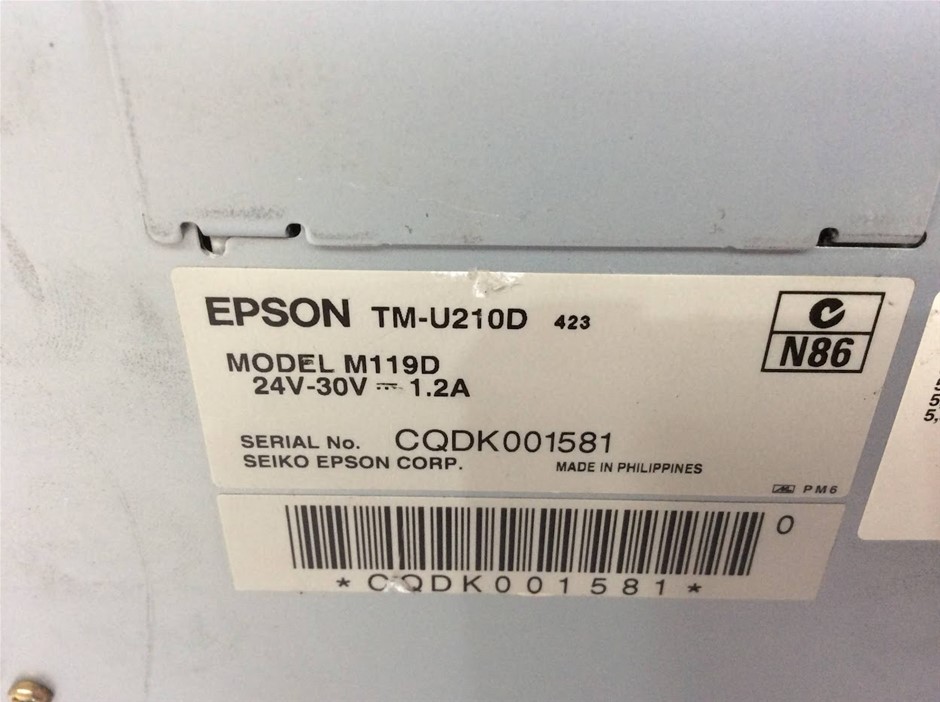 EPSON TM-U210D 423
N86
MODEL M119D
24V-30V ⎓ 1.2A
SERIAL No. CQDK001581
SEIKO EPSON CORP. MADE IN PHILIPPINES
PM6
0
*CQDK001581*